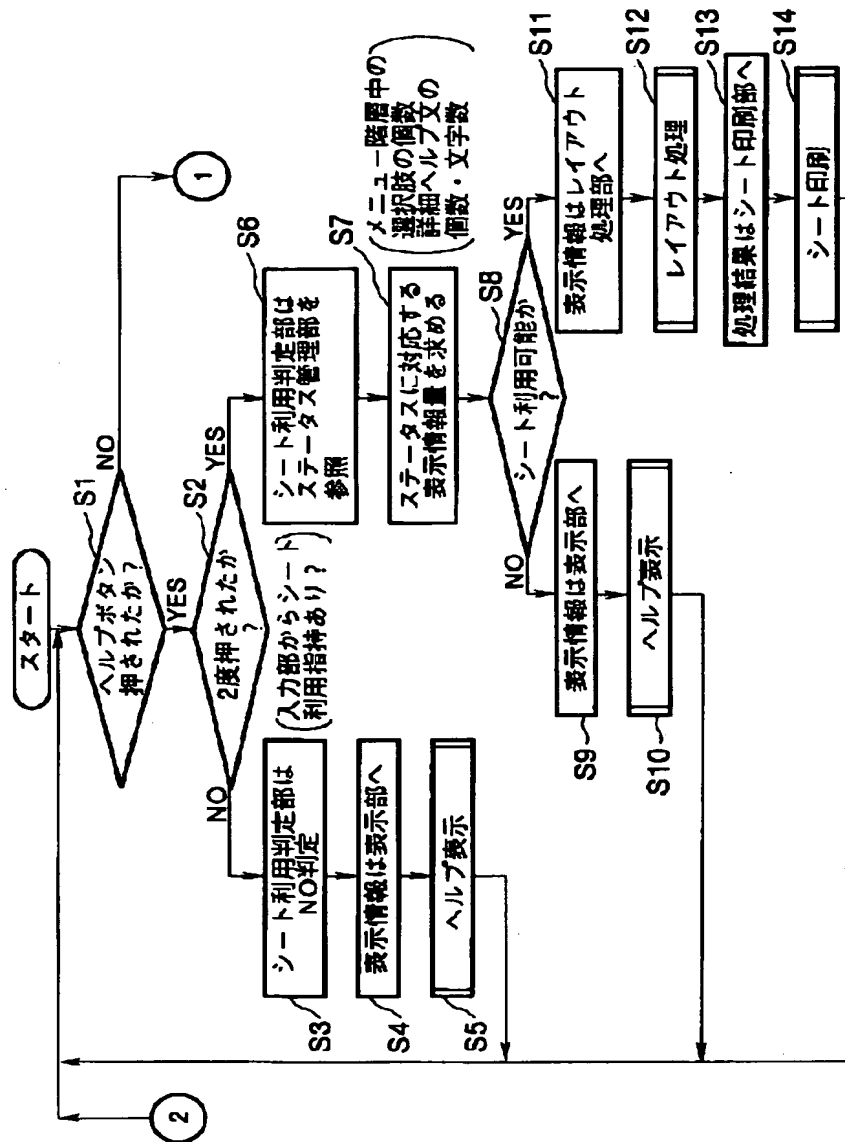 スタート
ヘルプボタン
押されたか?
S1
NO
1
YES
2度押されたか
?
S2
YES
NO
(入力部からシート
利用指持あり?)
シート利用判定部は
NO判定
S3
表示情報は表示部へ
S4
ヘルプ表示
S5
シート利用判定部は
ステータス管理部を
参照
S6
ステータスに対応する
表示情報量を求める
S7
(メニュー階層中の
選択肢の個数
詳細ヘルプ文の
個数・文字数)
シート利用可能か
?
S8
NO
YES
表示情報は表示部へ
S9
ヘルプ表示
S10
表示情報はレイアウト
処理部へ
S11
レイアウト処理
S12
処理結果はシート印刷部へ
S13
シート印刷
S14
2